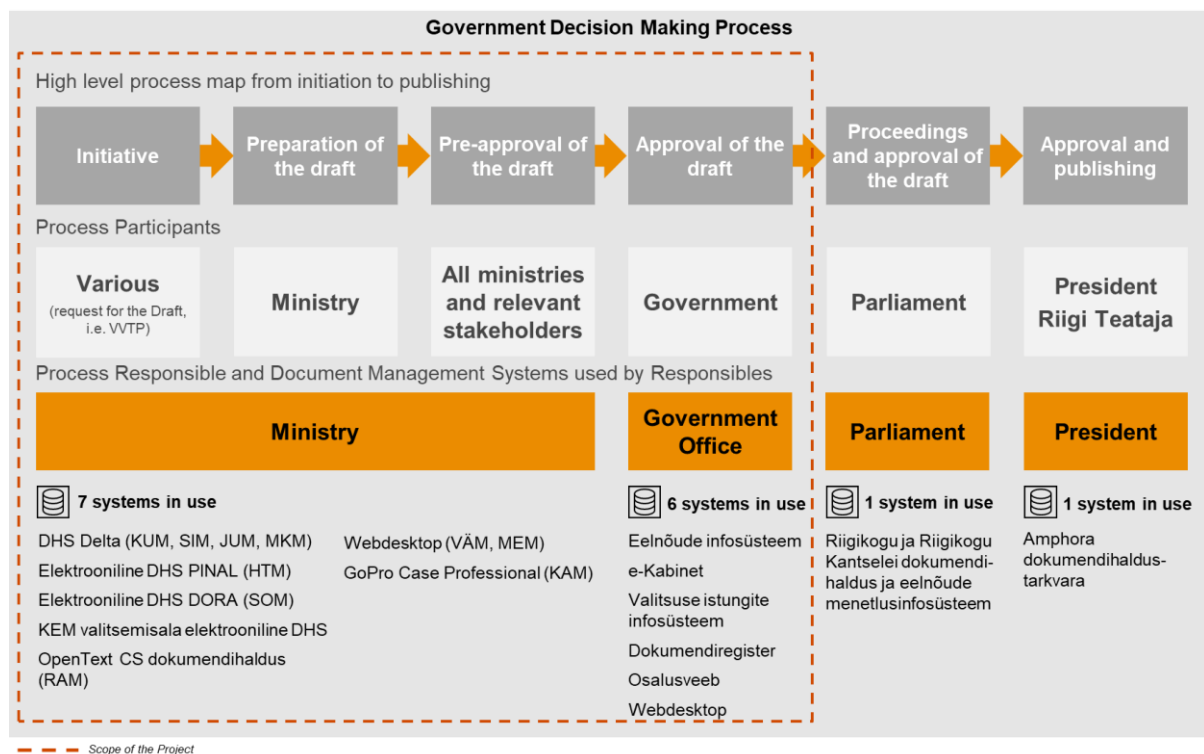 Government Decision Making Process
High level process map from initiation to publishing
Initiative
Preparation of
the draft
Pre-approval of
the draft
Approval of the
draft
Proceedings
and approval of
the draft
Approval and
publishing
Process Participants
Various
(request for the Draft,
i.e. VVTP)
Ministry
All ministries
and relevant
stakeholders
Government
Parliament
President
Riigi Teataja
Process Responsible and Document Management Systems used by Responsibles
Ministry
Government
Office
Parliament
President
7 systems in use
DHS Delta (KUM, SIM, JUM, MKM)
Elektrooniline DHS PINAL (HTM)
Elektrooniline DHS DORA (SOM)
KEM valitsemisala elektrooniline DHS
OpenText CS dokumendihaldus
(RAM)
Webdesktop (VÄM, MEM)
GoPro Case Professional (KAM)
6 systems in use
Eelnõude infosüsteem
e-Kabinet
Valitsuse istungite
infosüsteem
Dokumendiregister
Osalusveeb
Webdesktop
1 system in use
Riigikogu ja Riigikogu
Kantselei dokumendi-
haldus ja eelnõude
menetlusinfosüsteem
1 system in use
Amphora
dokumendihaldus-
tarkvara
Scope of the Project